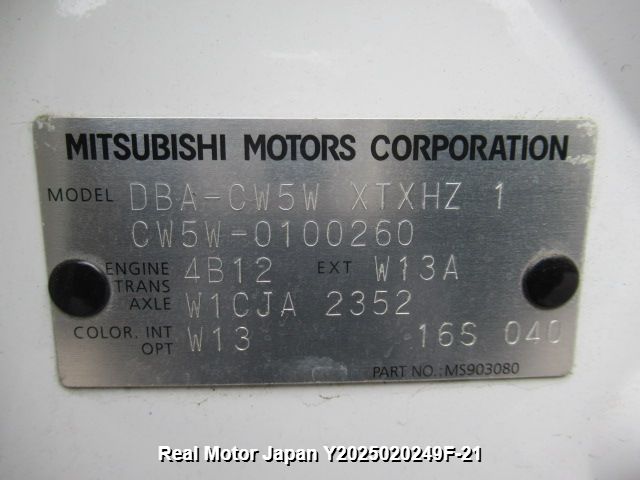 MITSUBISHI MOTORS CORPORATION
MODEL DBA-CW5W XTXHZ 1
CW5W-0100260
ENGINE 4B12 EXT W13A
TRANS
AXLE W1CJA 2352
COLOR. INT W13 16S 040
OPT
PART NO.:MS903080
Real Motor Japan Y2025020249F-21